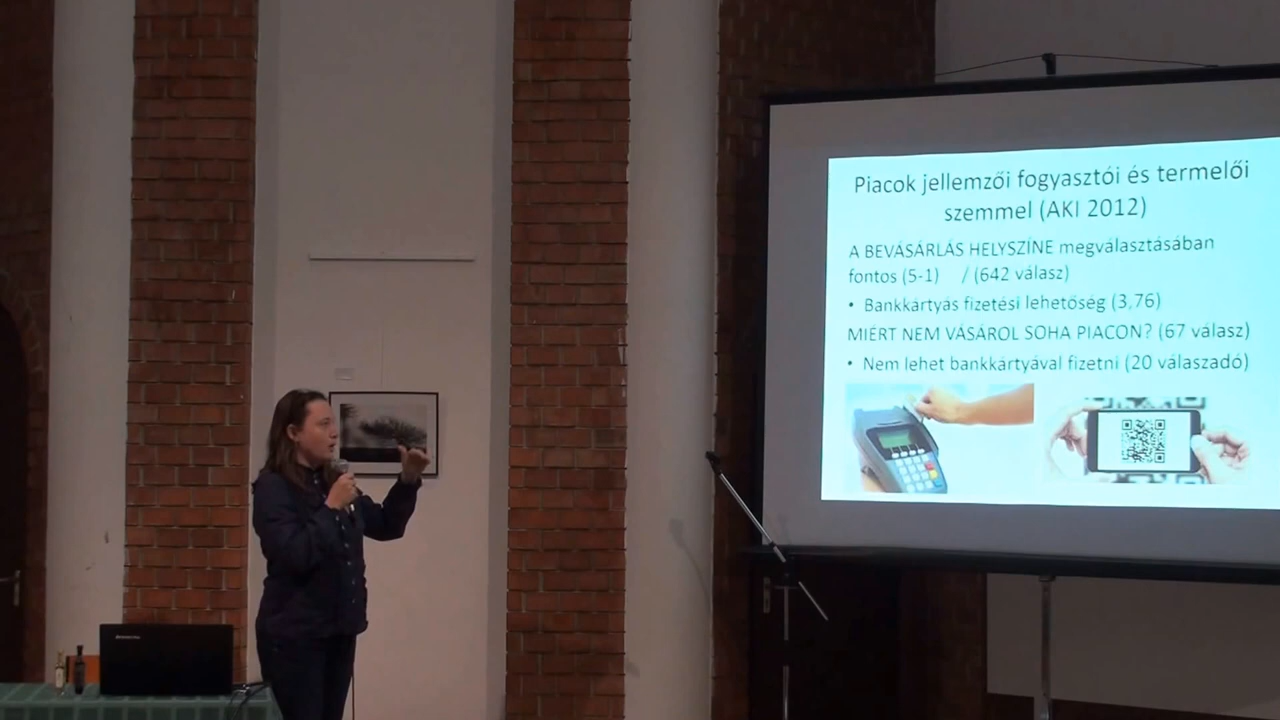 Piacok jellemzői fogyasztói és termelői
szemmel (AKI 2012)
A BEVÁSÁRLÁS HELYSZÍNE megválasztásában
fontos (5-1) / (642 válasz)
• Bankkártyás fizetési lehetőség (3,76)
MIÉRT NEM VÁSÁROL SOHA PIACON? (67 válasz)
• Nem lehet bankkártyával fizetni (20 válaszadó)